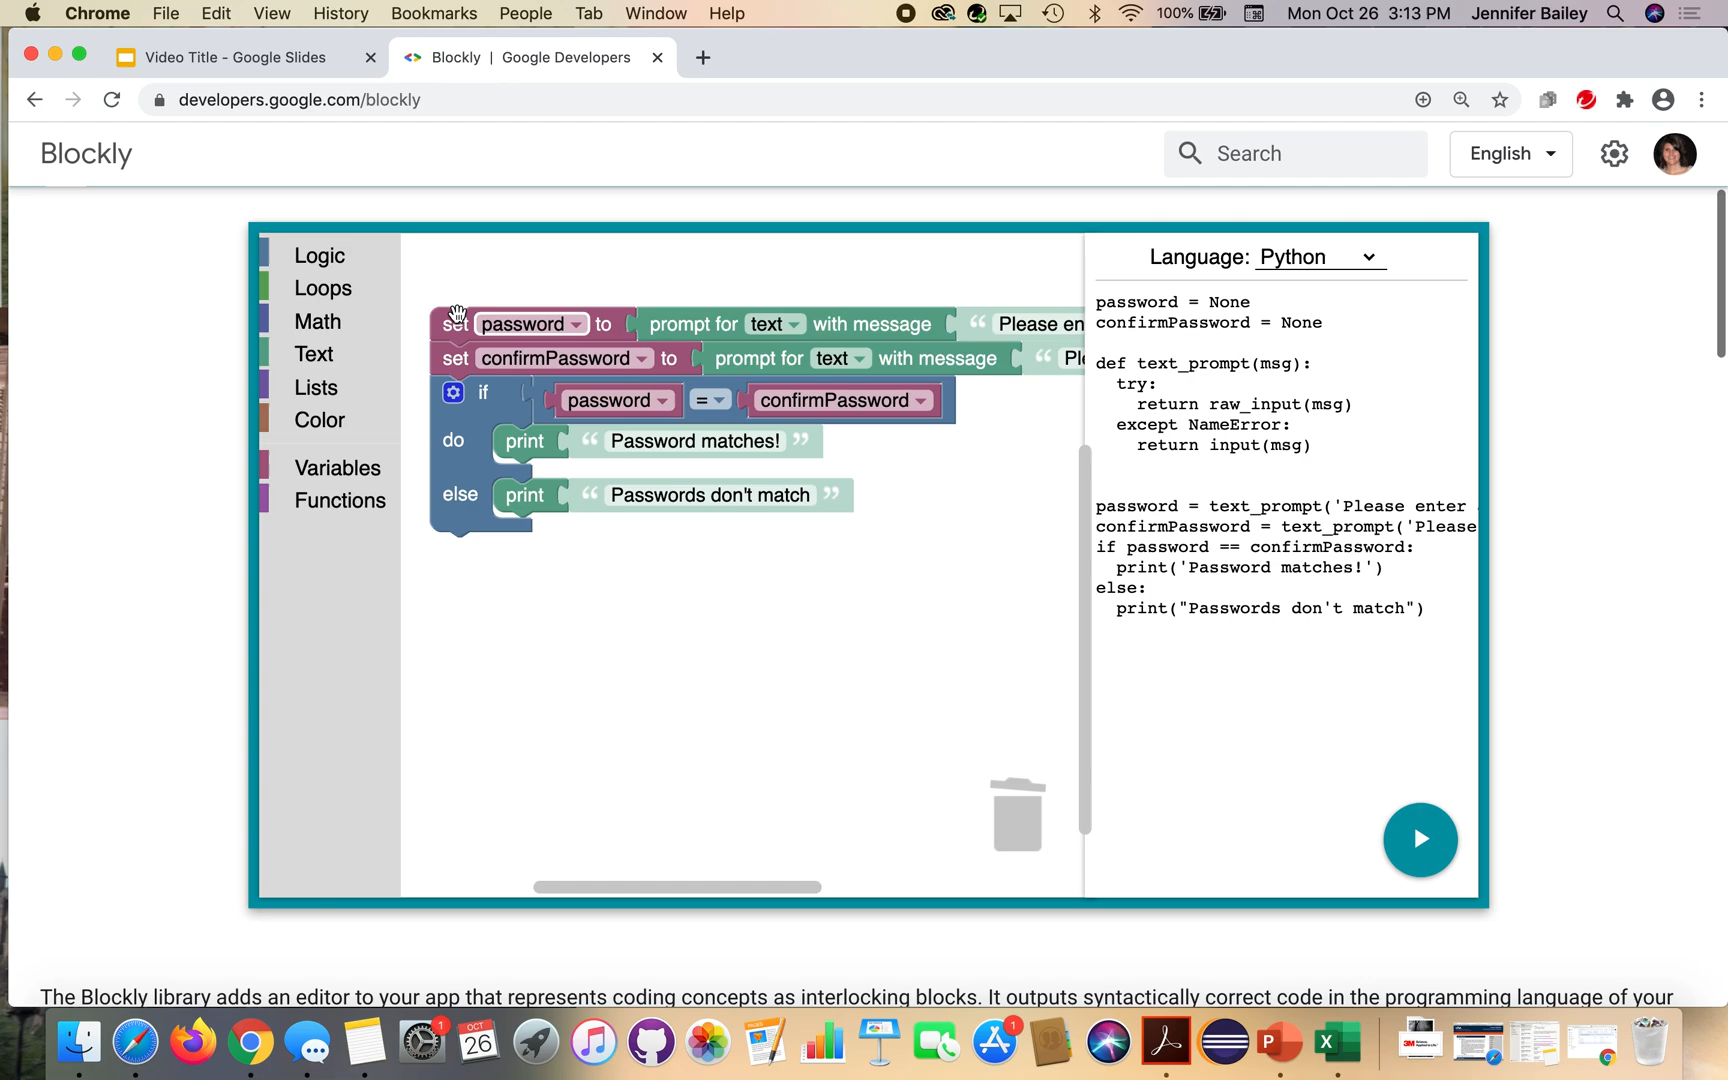 Chrome File Edit View History Bookmarks People Tab Window Help 100% Mon Oct 26 3:13 PM Jennifer Bailey
Video Title - Google Slides
Blockly | Google Developers
developers.google.com/blockly
Blockly
Search
English
Logic
Loops
Math
Text
Lists
Color
Variables
Functions
set password to prompt for text with message “ Please en
set confirmPassword to prompt for text with message “
if password = confirmPassword
do print “ Password matches! ”
else print “ Passwords don't match ”
Language: Python
password = None
confirmPassword = None
def text_prompt(msg):
try:
return raw_input(msg)
except NameError:
return input(msg)
password = text_prompt('Please enter
confirmPassword = text_prompt('Please
if password == confirmPassword:
print('Password matches!')
else:
print("Passwords don't match")
The Blockly library adds an editor to your app that represents coding concepts as interlocking blocks. It outputs syntactically correct code in the programming language of your
1
OCT
26
PAGES
1
P
X
3M